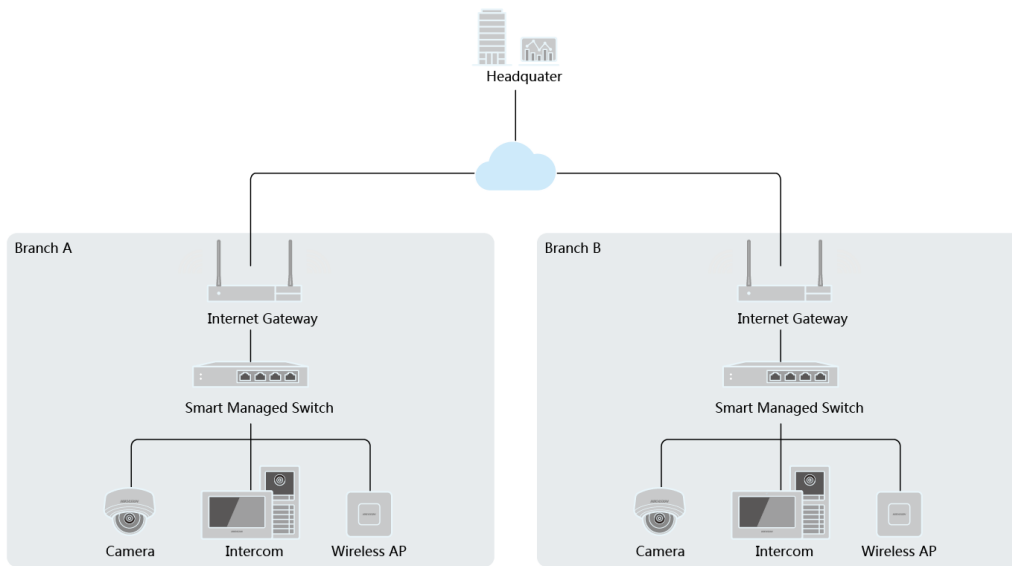 Headquater
Branch A
Branch B
Internet Gateway
Internet Gateway
Smart Managed Switch
Smart Managed Switch
Camera
Intercom
Wireless AP
Camera
Intercom
Wireless AP